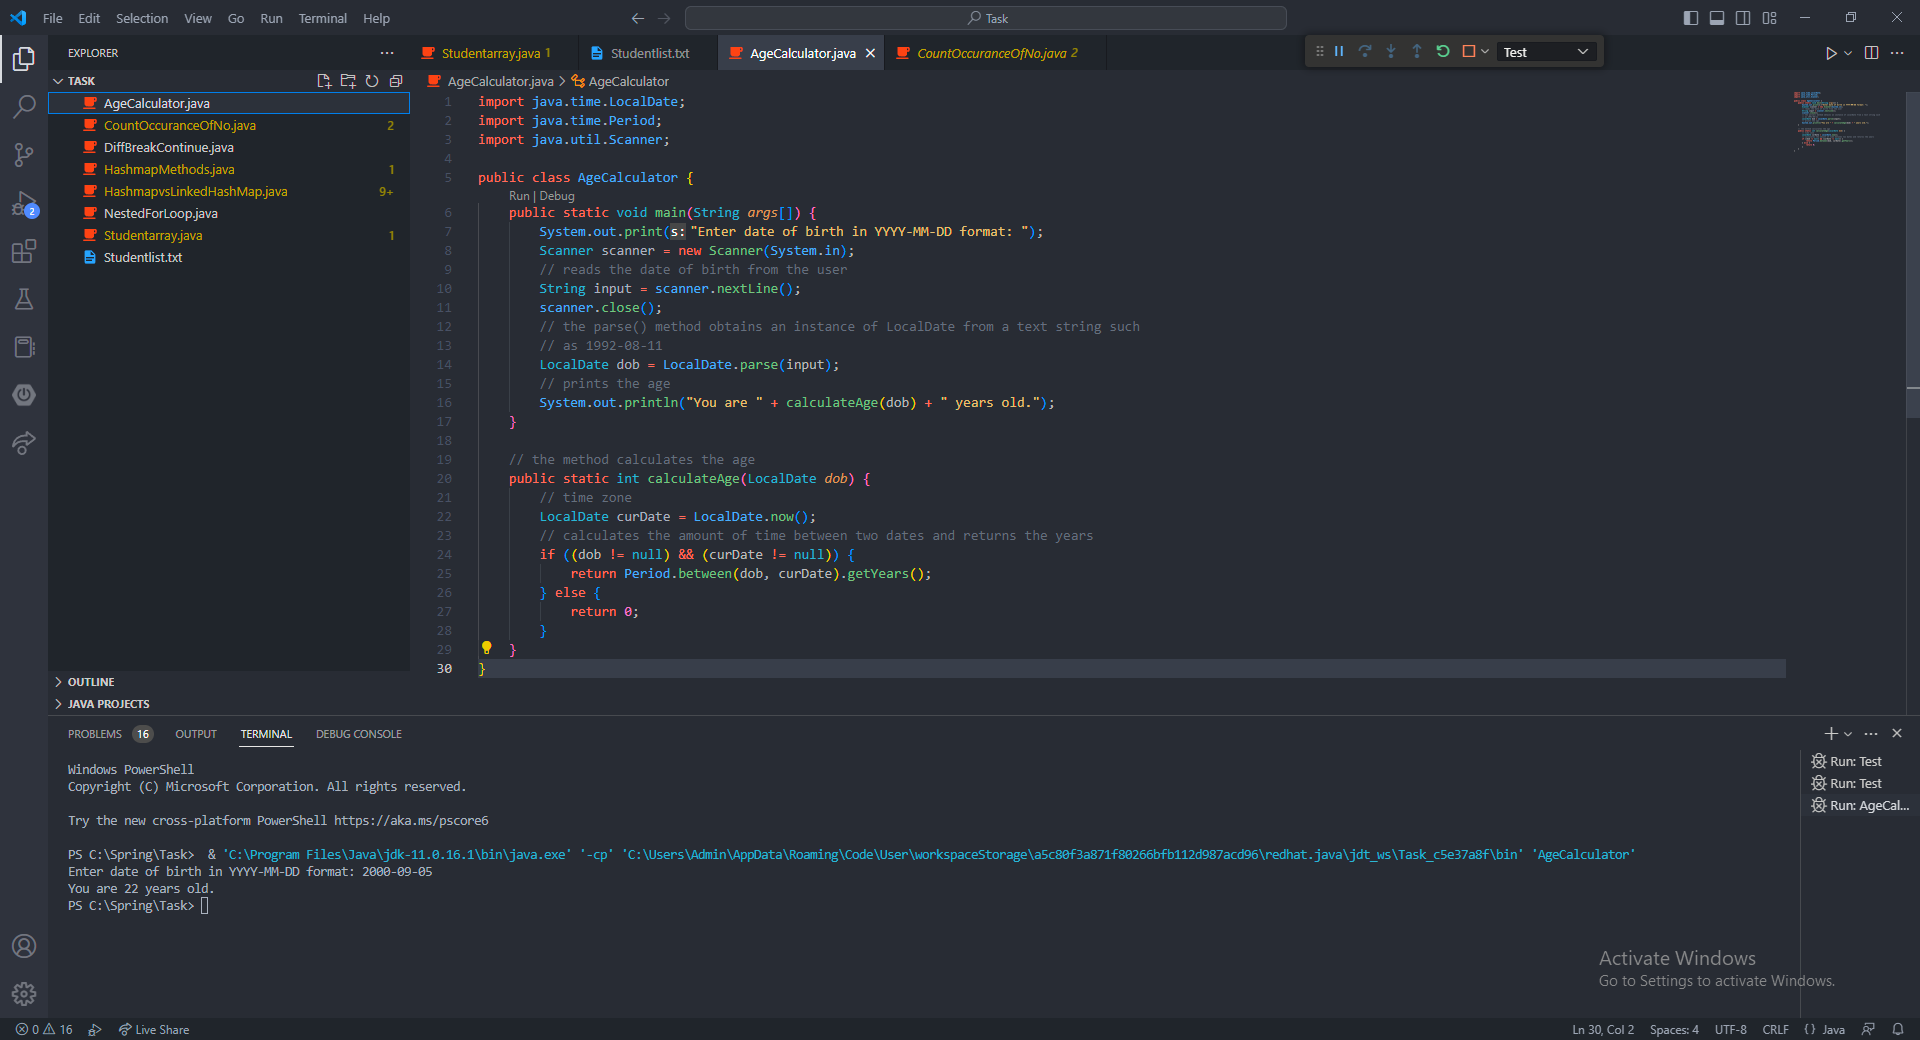 File Edit Selection View Go Run Terminal Help
Task
EXPLORER
TASK
AgeCalculator.java
CountOccuranceOfNo.java 2
DiffBreakContinue.java
HashmapMethods.java 1
HashmapvsLinkedHashMap.java 9+
NestedForLoop.java
Studentarray.java 1
Studentlist.txt
OUTLINE
JAVA PROJECTS
2
Studentarray.java 1 Studentlist.txt AgeCalculator.java CountOccuranceOfNo.java 2
Test
AgeCalculator.java > AgeCalculator
1 import java.time.LocalDate;
2 import java.time.Period;
3 import java.util.Scanner;
4
5 public class AgeCalculator {
Run | Debug
6 public static void main(String args[]) {
7 System.out.print(s: "Enter date of birth in YYYY-MM-DD format: ");
8 Scanner scanner = new Scanner(System.in);
9 // reads the date of birth from the user
10 String input = scanner.nextLine();
11 scanner.close();
12 // the parse() method obtains an instance of LocalDate from a text string such
13 // as 1992-08-11
14 LocalDate dob = LocalDate.parse(input);
15 // prints the age
16 System.out.println("You are " + calculateAge(dob) + " years old.");
17 }
18
19 // the method calculates the age
20 public static int calculateAge(LocalDate dob) {
21 // time zone
22 LocalDate curDate = LocalDate.now();
23 // calculates the amount of time between two dates and returns the years
24 if ((dob != null) && (curDate != null)) {
25 return Period.between(dob, curDate).getYears();
26 } else {
27 return 0;
28 }
29 }
30 }
PROBLEMS 16 OUTPUT TERMINAL DEBUG CONSOLE
Windows PowerShell
Copyright (C) Microsoft Corporation. All rights reserved.
Try the new cross-platform PowerShell https://aka.ms/pscore6
PS C:\Spring\Task>  & 'C:\Program Files\Java\jdk-11.0.16.1\bin\java.exe' '-cp' 'C:\Users\Admin\AppData\Roaming\Code\User\workspaceStorage\a5c80f3a871f80266bfb112d987acd96\redhat.java\jdt_ws\Task_c5e37a8f\bin' 'AgeCalculator'
Enter date of birth in YYYY-MM-DD format: 2000-09-05
You are 22 years old.
PS C:\Spring\Task>
Run: Test
Run: Test
Run: AgeCal...
Activate Windows
Go to Settings to activate Windows.
0 16 Live Share Ln 30, Col 2 Spaces: 4 UTF-8 CRLF {} Java